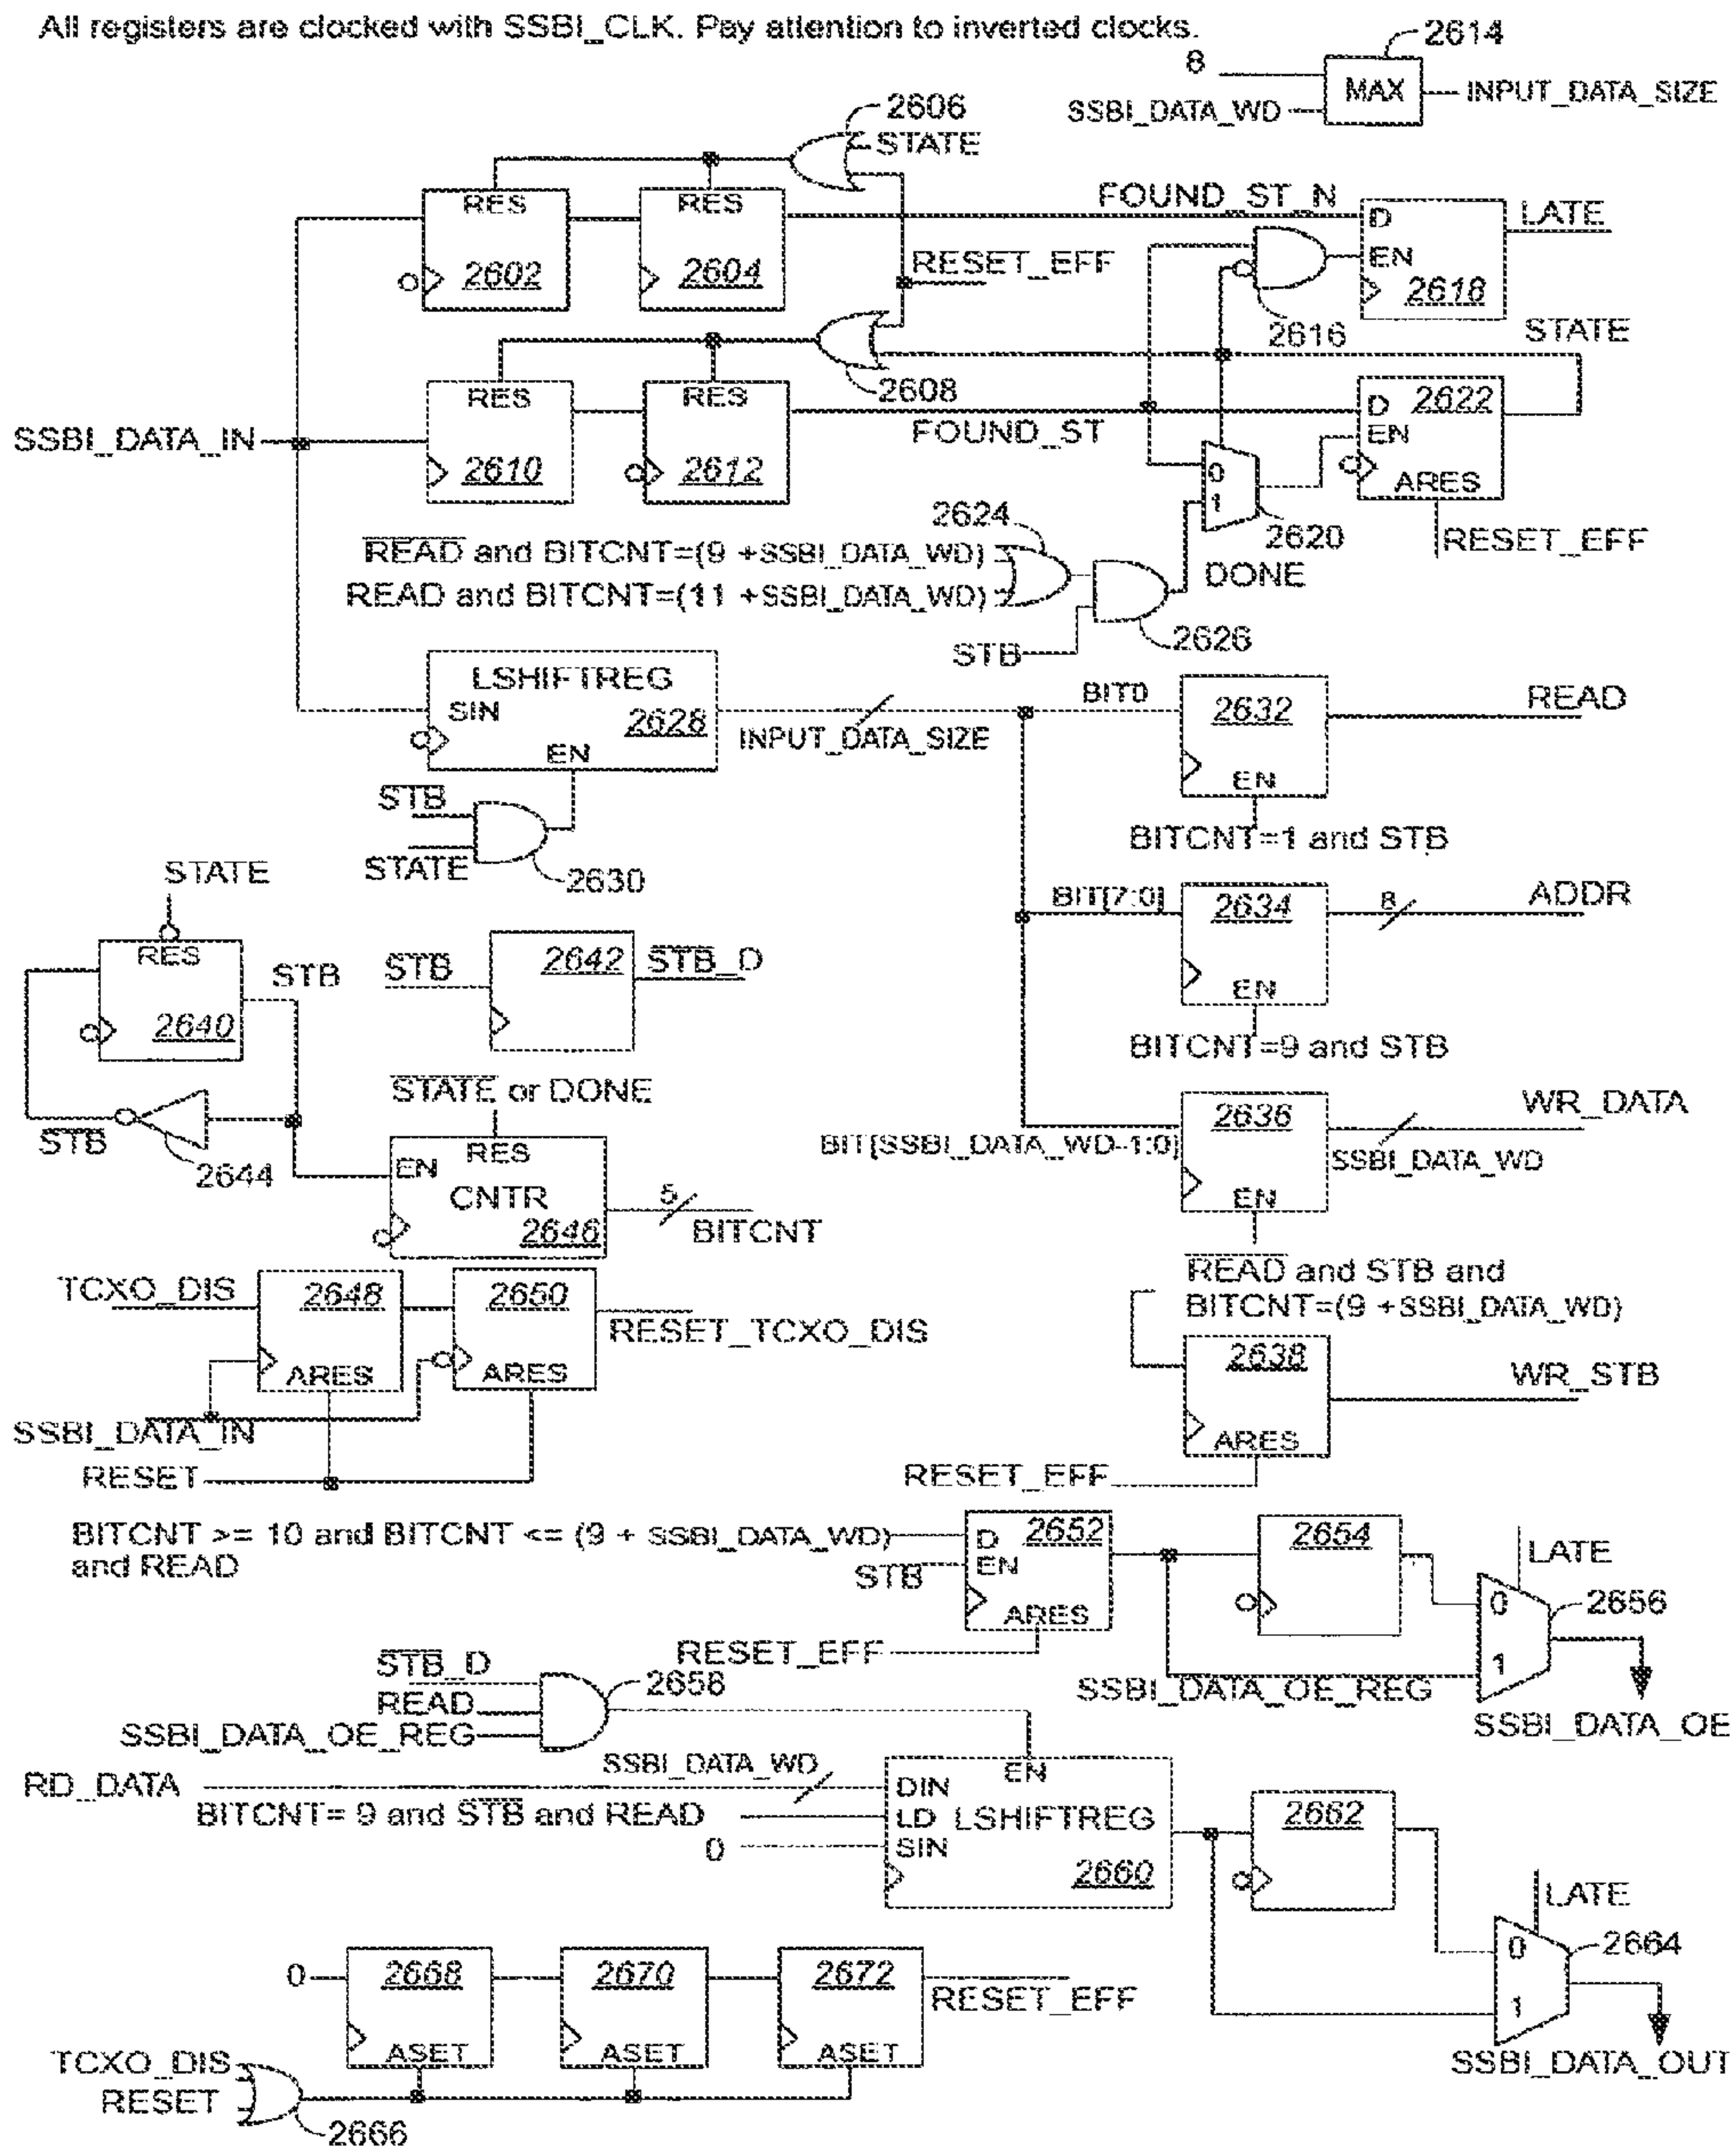 All registers are clocked with SSBI_CLK. Pay attention to inverted clocks.
2614
8
MAX
INPUT_DATA_SIZE
SSBI_DATA_WD
2606
STATE
RES
RES
FOUND_ST_N
D
LATE
EN
2602
2604
RESET_EFF
2618
2616
STATE
RES
RES
2608
D
2622
SSBI_DATA_IN
FOUND_ST
EN
2610
2612
0
ARES
1
2624
2620
RESET_EFF
READ and BITCNT=(9 +SSBI_DATA_WD)
DONE
READ and BITCNT=(11 +SSBI_DATA_WD)
2626
STB
LSHIFTREG
SIN
2628
EN
INPUT_DATA_SIZE
BIT0
2632
READ
EN
STB
BITCNT=1 and STB
STATE
2630
STATE
BIT[7:0]
2634
8
ADDR
EN
BITCNT=9 and STB
RES
STB
2640
STB
2642
STB_D
STATE or DONE
STB
2644
EN
RES
CNTR
2646
5
BITCNT
BIT[SSBI_DATA_WD-1:0]
2636
WR_DATA
SSBI_DATA_WD
EN
READ and STB and
BITCNT=(9 +SSBI_DATA_WD)
TCXO_DIS
2648
2650
RESET_TCXO_DIS
ARES
ARES
SSBI_DATA_IN
RESET
2638
WR_STB
ARES
RESET_EFF
BITCNT >= 10 and BITCNT <= (9 + SSBI_DATA_WD)
and READ
D
2652
STB
EN
ARES
RESET_EFF
2654
LATE
0
2656
1
SSBI_DATA_OE_REG
SSBI_DATA_OE
STB_D
READ
SSBI_DATA_OE_REG
2658
SSBI_DATA_WD
EN
RD_DATA
DIN
BITCNT= 9 and STB and READ
LD
LSHIFTREG
0
SIN
2660
2662
LATE
0
2664
1
SSBI_DATA_OUT
0
2668
2670
2672
RESET_EFF
ASET
ASET
ASET
TCXO_DIS
RESET
2666